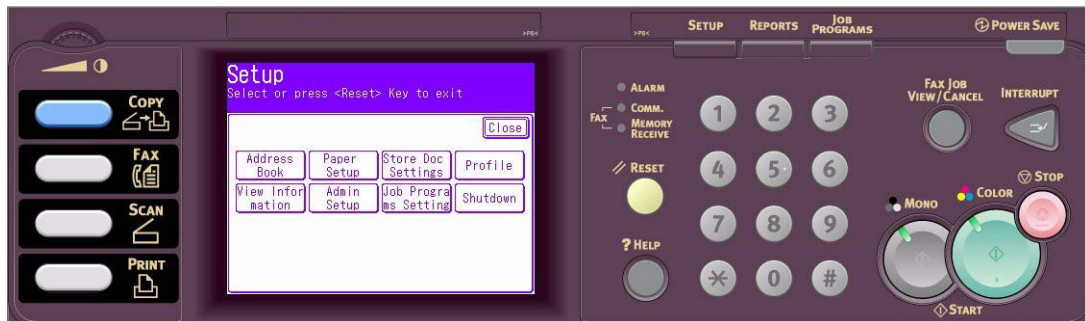 >PS<
>PS<
SETUP
REPORTS
JOB
PROGRAMS
POWER SAVE
COPY
FAX
SCAN
PRINT
Setup
Select or press <Reset> Key to exit
Close
Address
Book
Paper
Setup
Store Doc
Settings
Profile
View Infor
mation
Admin
Setup
Job Progra
ms Setting
Shutdown
ALARM
FAX
COMM.
MEMORY
RECEIVE
RESET
? HELP
1
2
3
4
5
6
7
8
9
*
0
#
FAX JOB
VIEW/CANCEL
INTERRUPT
STOP
MONO
COLOR
START